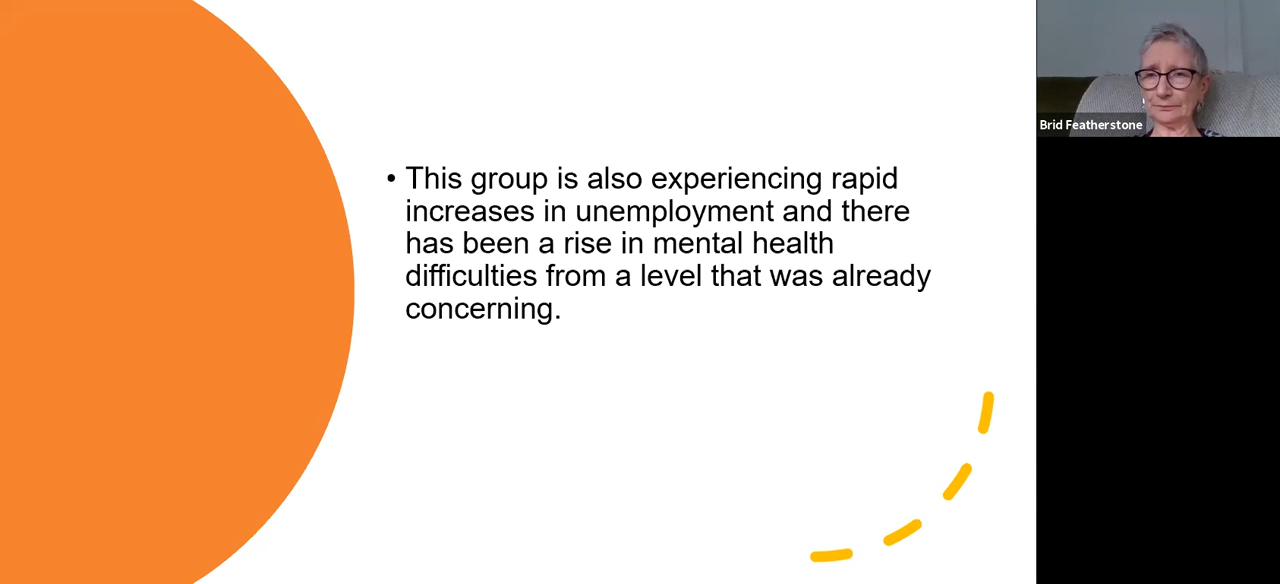 • This group is also experiencing rapid
increases in unemployment and there
has been a rise in mental health
difficulties from a level that was already
concerning.
Brid Featherstone